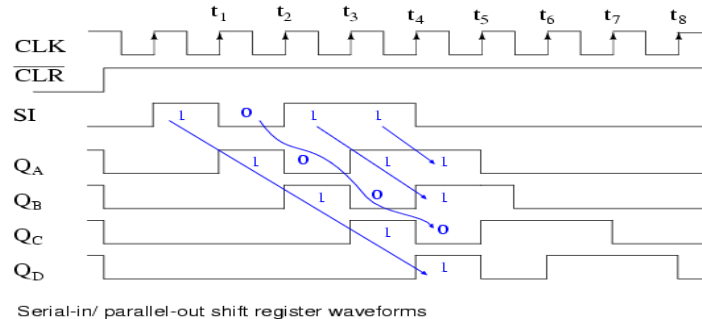 t1 t2 t3 t4 t5 t6 t7 t8
CLK
CLR
SI 1 0 1 1
QA 1 0 1
QB 1 0 1
QC 1 0
QD 1
Serial-in/ parallel-out shift register waveforms